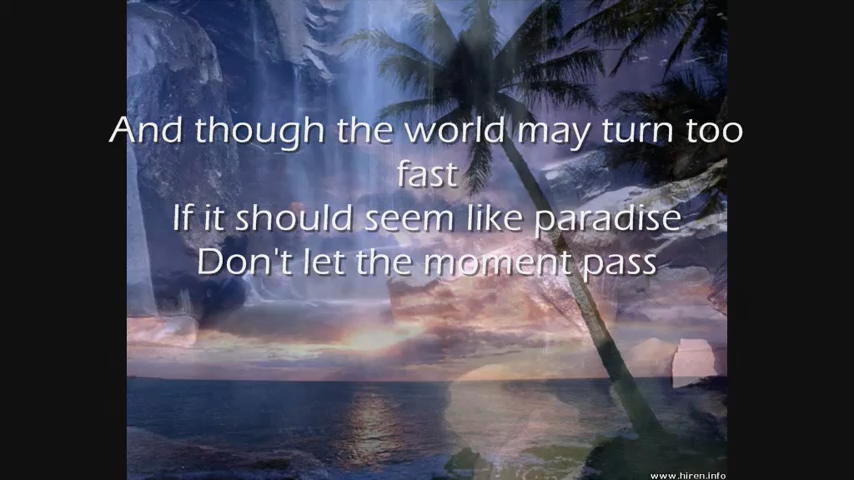 And though the world may turn too
fast
If it should seem like paradise
Don't let the moment pass
www.hiren.info